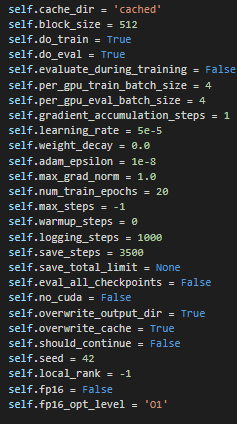 self.cache_dir = 'cached'
self.block_size = 512
self.do_train = True
self.do_eval = True
self.evaluate_during_training = False
self.per_gpu_train_batch_size = 4
self.per_gpu_eval_batch_size = 4
self.gradient_accumulation_steps = 1
self.learning_rate = 5e-5
self.weight_decay = 0.0
self.adam_epsilon = 1e-8
self.max_grad_norm = 1.0
self.num_train_epochs = 20
self.max_steps = -1
self.warmup_steps = 0
self.logging_steps = 1000
self.save_steps = 3500
self.save_total_limit = None
self.eval_all_checkpoints = False
self.no_cuda = False
self.overwrite_output_dir = True
self.overwrite_cache = True
self.should_continue = False
self.seed = 42
self.local_rank = -1
self.fp16 = False
self.fp16_opt_level = 'O1'